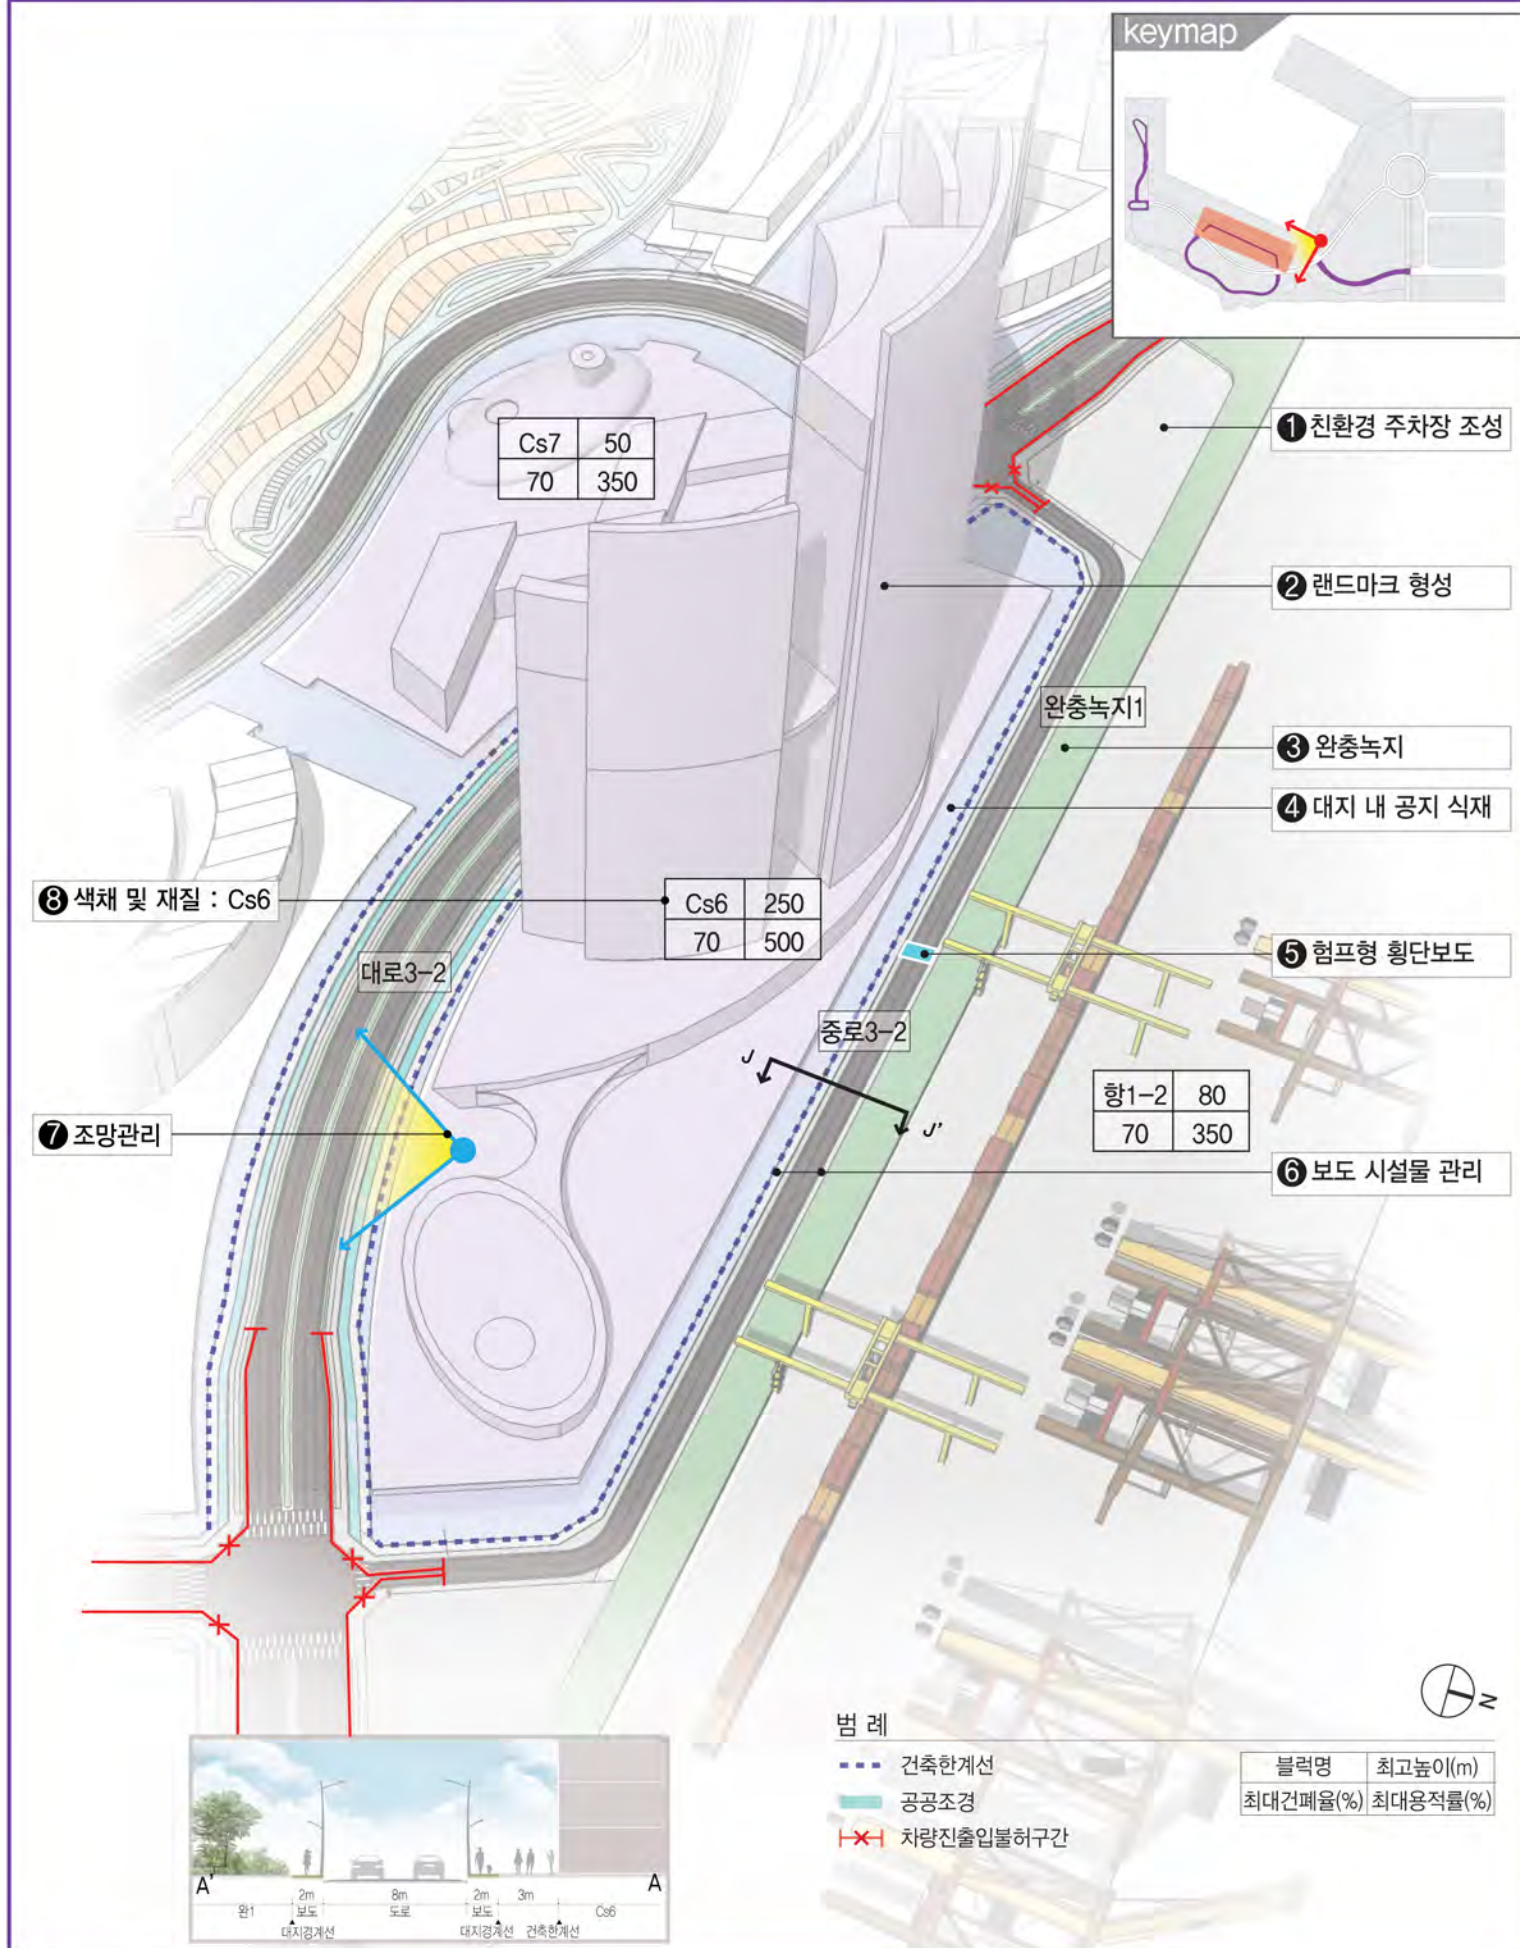 keymap
❶ 친환경 주차장 조성
Cs7 50
70 350
❷ 랜드마크 형성
완충녹지1
❸ 완충녹지
❹ 대지 내 공지 식재
❽ 색채 및 재질 : Cs6
Cs6 250
70 500
❺ 험프형 횡단보도
대로3-2
중로3-2
J
J'
항1-2 80
70 350
❼ 조망관리
❻ 보도 시설물 관리
N
범 례
건축한계선
공공조경
차량진출입불허구간
블럭명 최고높이(m)
최대건폐율(%) 최대용적률(%)
A' A
2m 8m 2m 3m
완1 보도 도로 보도 Cs6
대지경계선 대지경계선 건축한계선